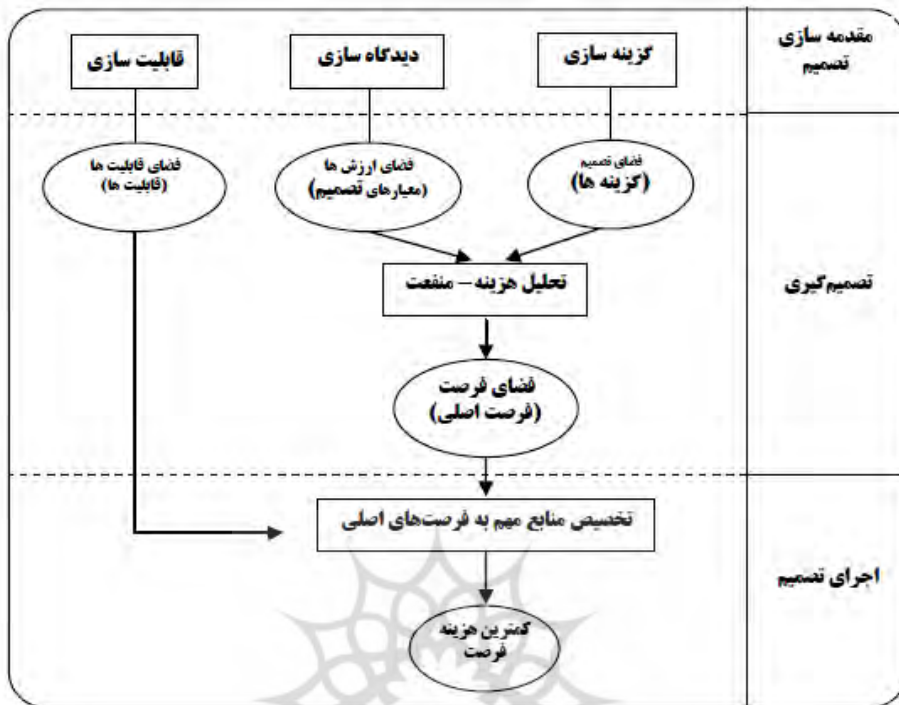 مقدمه سازی
تصمیم
گزینه سازی
دیدگاه سازی
قابلیت سازی
فضای تصمیم
(گزینه ها)
فضای ارزش ها
(معیارهای تصمیم)
فضای قابلیت ها
(قابلیت ها)
تصمیم‌گیری
تحلیل هزینه – منفعت
فضای فرصت
(فرصت اصلی)
تخصیص منابع مهم به فرصت‌های اصلی
اجرای تصمیم
کمترین هزینه
فرصت